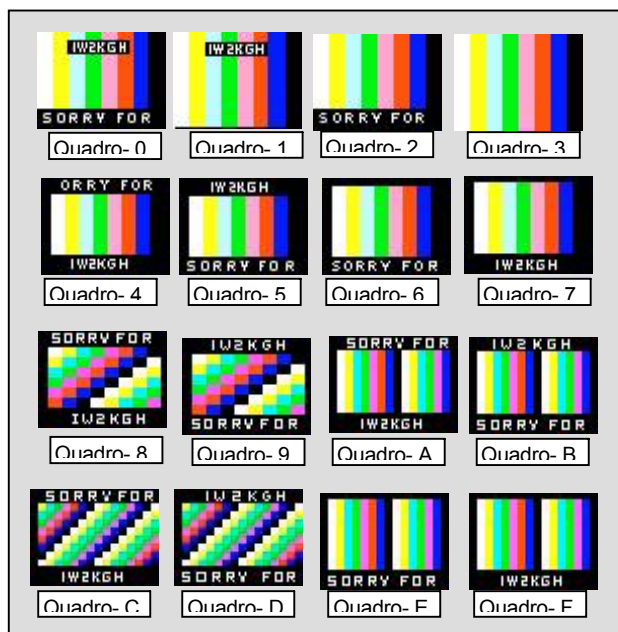 IW2KGH
SORRY FOR
Quadro- 0
IW2KGH
Quadro- 1
SORRY FOR
Quadro- 2
Quadro- 3
ORRY FOR
IW2KGH
Quadro- 4
IW2KGH
SORRY FOR
Quadro- 5
SORRY FOR
Quadro- 6
IW2KGH
Quadro- 7
SORRY FOR
IW2KGH
Quadro- 8
IW2KGH
SORRY FOR
Quadro- 9
SORRY FOR
IW2KGH
Quadro- A
IW2KGH
SORRY FOR
Quadro- B
SORRY FOR
IW2KGH
Quadro- C
IW2KGH
SORRY FOR
Quadro- D
SORRY FOR
Quadro- E
IW2KGH
Quadro- F